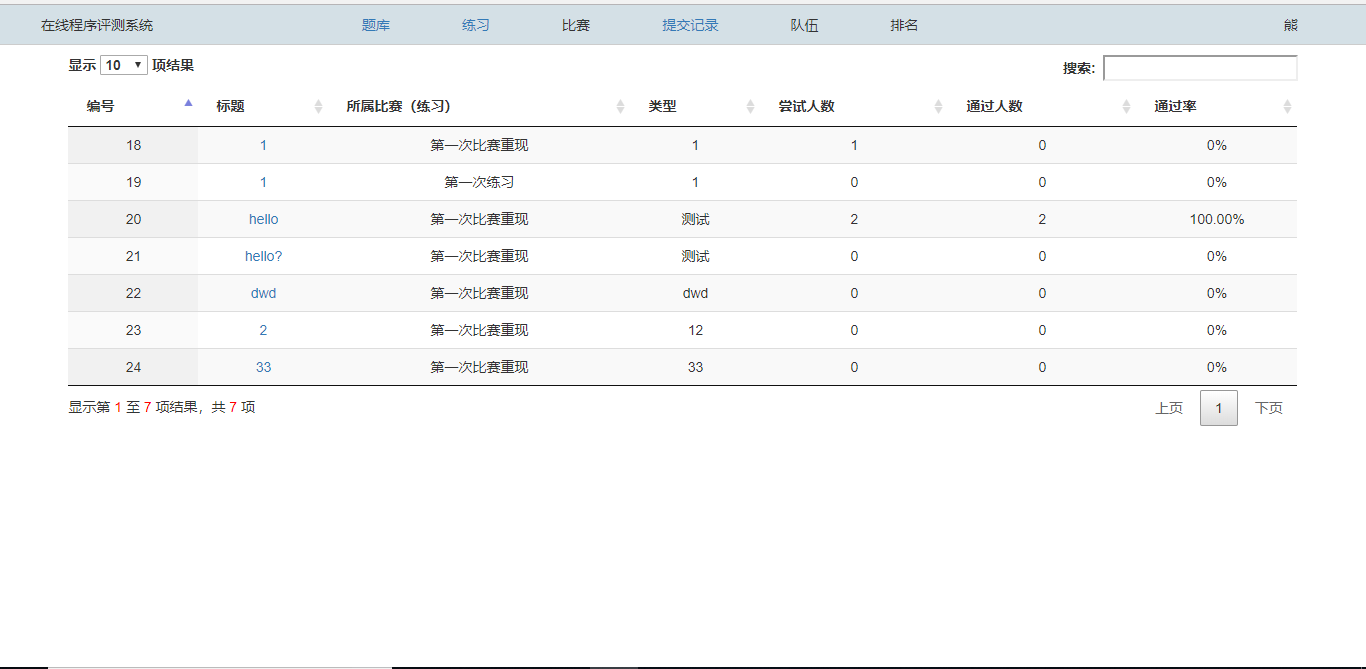 在线程序评测系统 题库 练习 比赛 提交记录 队伍 排名 熊
显示 10 项结果 搜索:
编号 标题 所属比赛（练习） 类型 尝试人数 通过人数 通过率
18 1 第一次比赛重现 1 1 0 0%
19 1 第一次练习 1 0 0 0%
20 hello 第一次比赛重现 测试 2 2 100.00%
21 hello? 第一次比赛重现 测试 0 0 0%
22 dwd 第一次比赛重现 dwd 0 0 0%
23 2 第一次比赛重现 12 0 0 0%
24 33 第一次比赛重现 33 0 0 0%
显示第 1 至 7 项结果，共 7 项 上页 1 下页